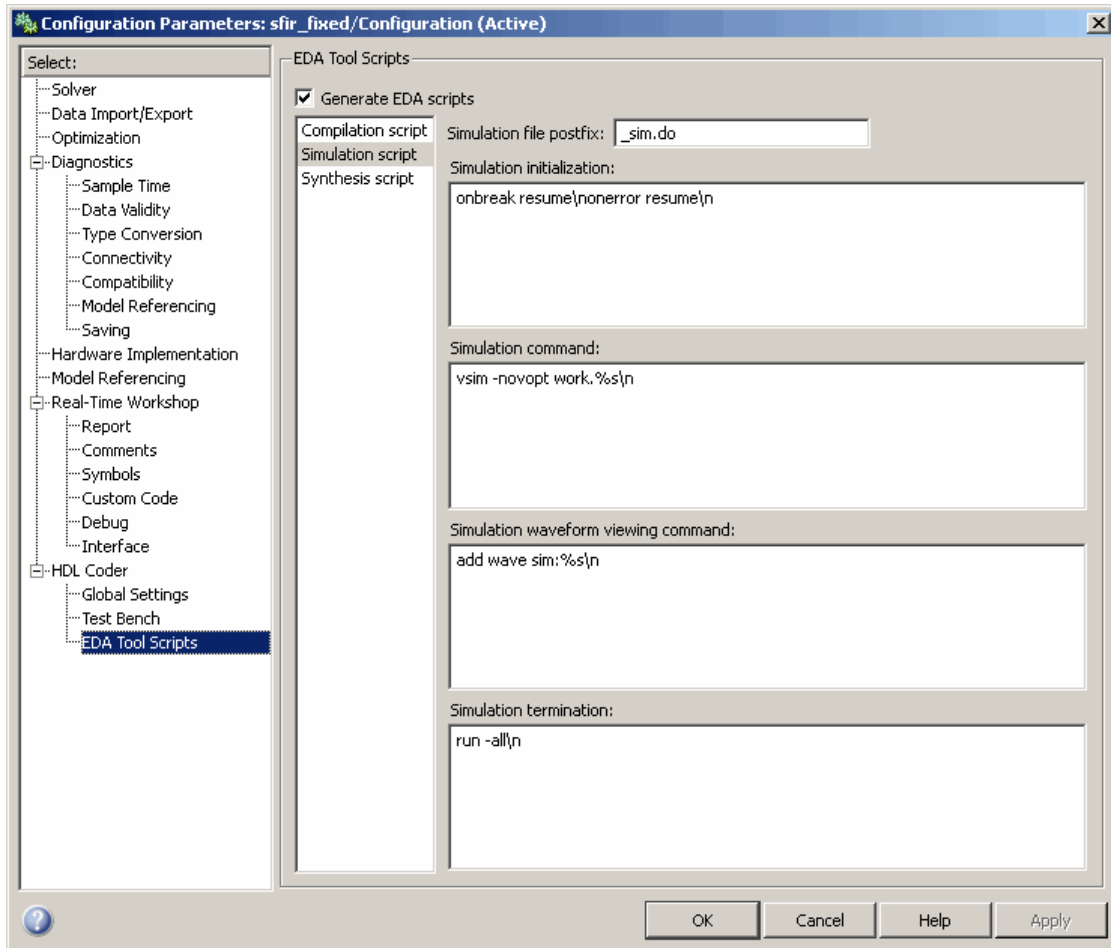 Configuration Parameters: sfir_fixed/Configuration (Active)
Select:
Solver
Data Import/Export
Optimization
Diagnostics
Sample Time
Data Validity
Type Conversion
Connectivity
Compatibility
Model Referencing
Saving
Hardware Implementation
Model Referencing
Real-Time Workshop
Report
Comments
Symbols
Custom Code
Debug
Interface
HDL Coder
Global Settings
Test Bench
EDA Tool Scripts
EDA Tool Scripts
Generate EDA scripts
Compilation script
Simulation script
Synthesis script
Simulation file postfix: _sim.do
Simulation initialization:
onbreak resume\nonerror resume\n
Simulation command:
vsim -novopt work.%s\n
Simulation waveform viewing command:
add wave sim:%s\n
Simulation termination:
run -all\n
?
OK Cancel Help Apply